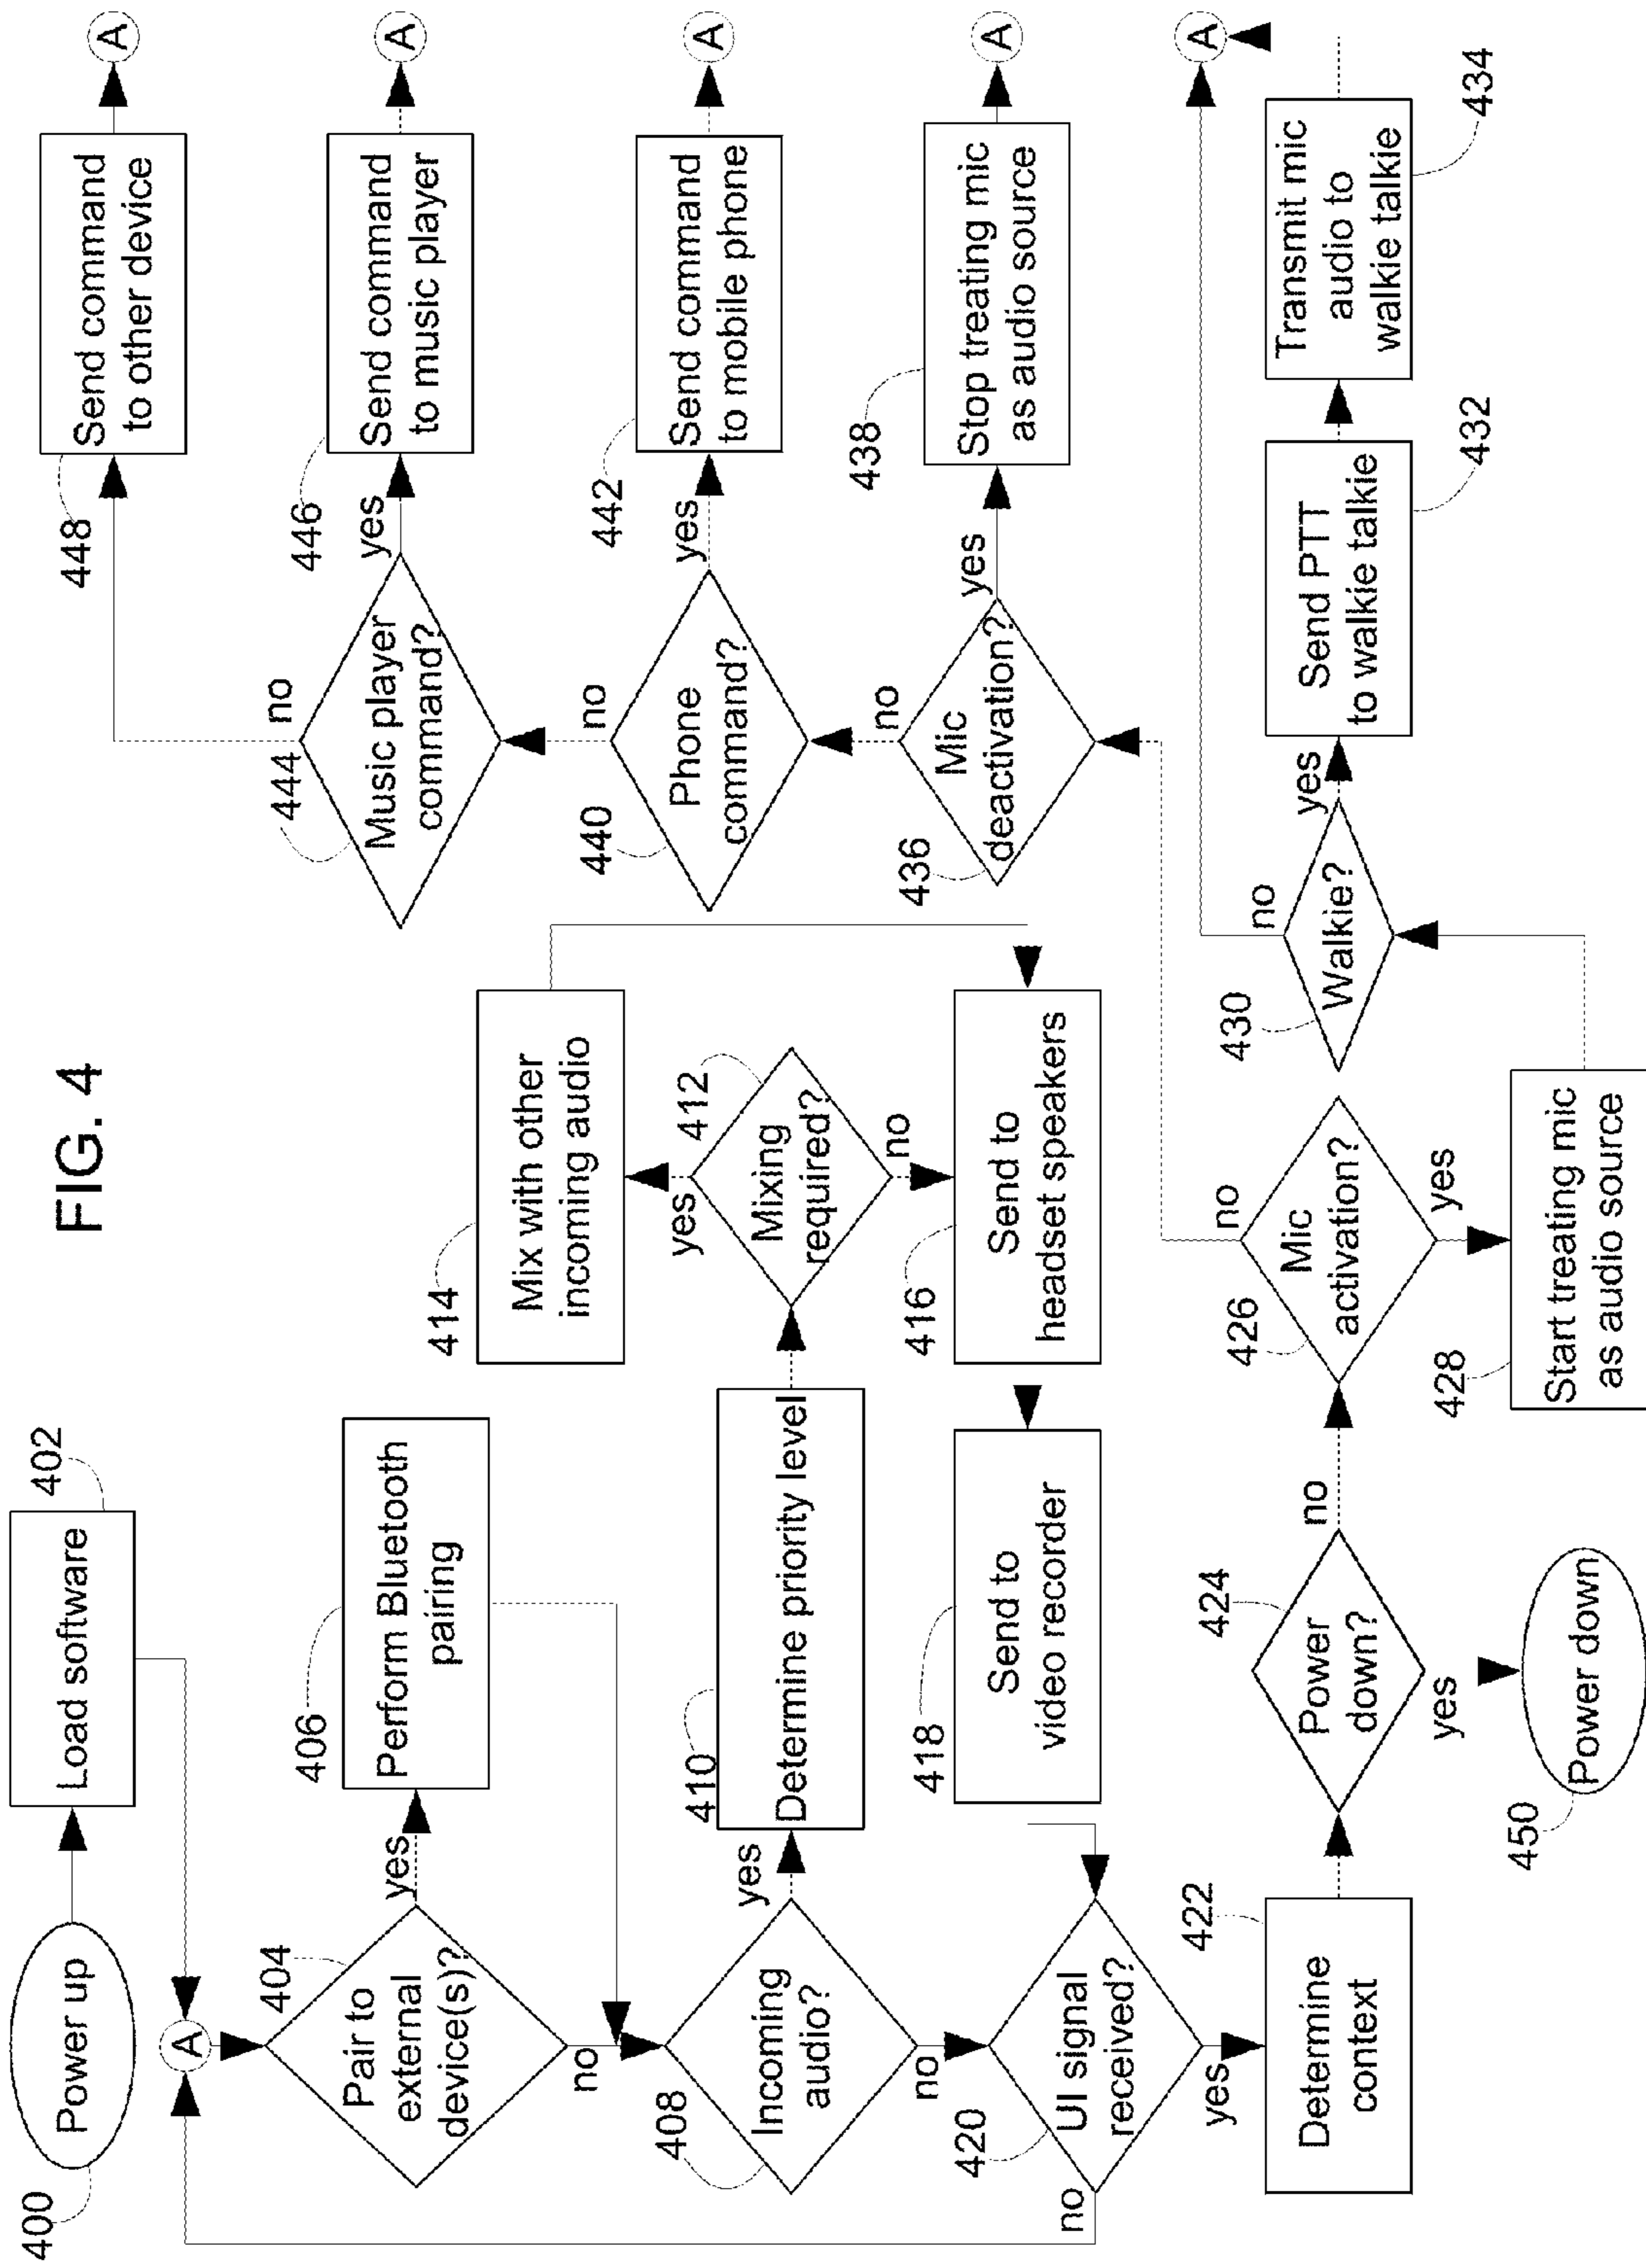 FIG. 4
400
Power up
402
Load software
A
404
Pair to
external
device(s)?
yes
no
406
Perform Bluetooth
pairing
408
Incoming
audio?
yes
no
410
Determine priority level
412
Mixing
required?
yes
no
414
Mix with other
incoming audio
416
Send to
headset speakers
418
Send to
video recorder
420
UI signal
received?
no
yes
422
Determine
context
424
Power
down?
no
yes
450
Power down
426
Mic
activation?
no
yes
428
Start treating mic
as audio source
430
Walkie?
no
yes
432
Send PTT
to walkie talkie
434
Transmit mic
audio to
walkie talkie
A
436
Mic
deactivation?
no
yes
438
Stop treating mic
as audio source
A
440
Phone
command?
no
yes
442
Send command
to mobile phone
A
444
Music player
command?
no
yes
446
Send command
to music player
A
448
Send command
to other device
A